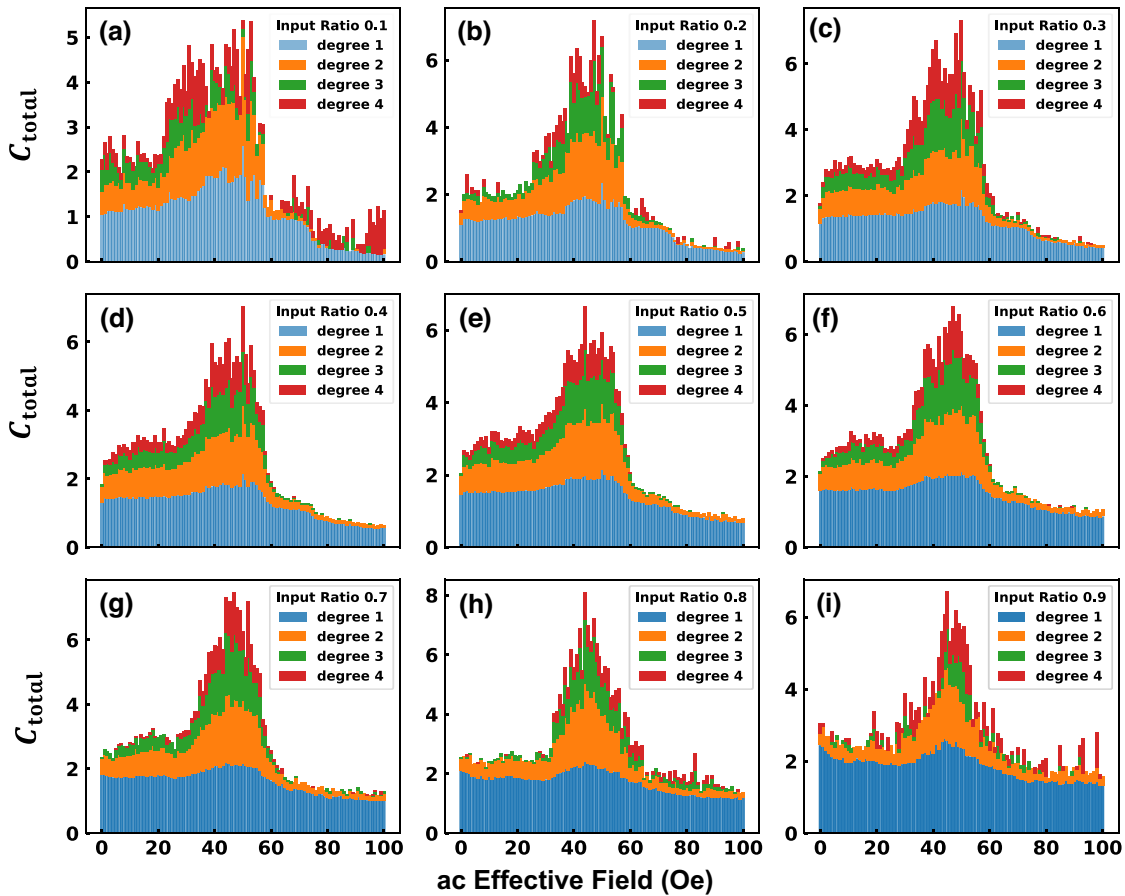 (a)
Input Ratio 0.1
degree 1
degree 2
degree 3
degree 4
C_total
5
4
3
2
1
0
(b)
Input Ratio 0.2
degree 1
degree 2
degree 3
degree 4
6
4
2
0
(c)
Input Ratio 0.3
degree 1
degree 2
degree 3
degree 4
6
4
2
0
(d)
Input Ratio 0.4
degree 1
degree 2
degree 3
degree 4
C_total
6
4
2
0
(e)
Input Ratio 0.5
degree 1
degree 2
degree 3
degree 4
6
4
2
0
(f)
Input Ratio 0.6
degree 1
degree 2
degree 3
degree 4
6
4
2
0
(g)
Input Ratio 0.7
degree 1
degree 2
degree 3
degree 4
C_total
6
4
2
0
0 20 40 60 80 100
(h)
Input Ratio 0.8
degree 1
degree 2
degree 3
degree 4
8
6
4
2
0
0 20 40 60 80 100
(i)
Input Ratio 0.9
degree 1
degree 2
degree 3
degree 4
6
4
2
0
0 20 40 60 80 100
ac Effective Field (Oe)